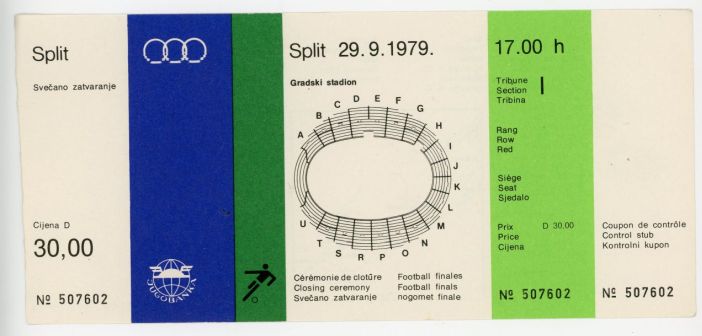 Split
Svečano zatvaranje
Cijena D
30,00
№ 507602
JUGOBANKA
Split 29.9.1979.
Gradski stadion
A B C D E F G H I J K L M N O P R S T U
Cérémonie de clotûre
Closing ceremony
Svečano zatvaranje
Football finales
Football finals
nogomet finale
17.00 h
Tribune
Section I
Tribina
Rang
Row
Red
Siège
Seat
Sjedalo
Prix D 30,00
Price
Cijena
№ 507602
Coupon de contrôle
Control stub
Kontrolni kupon
№ 507602